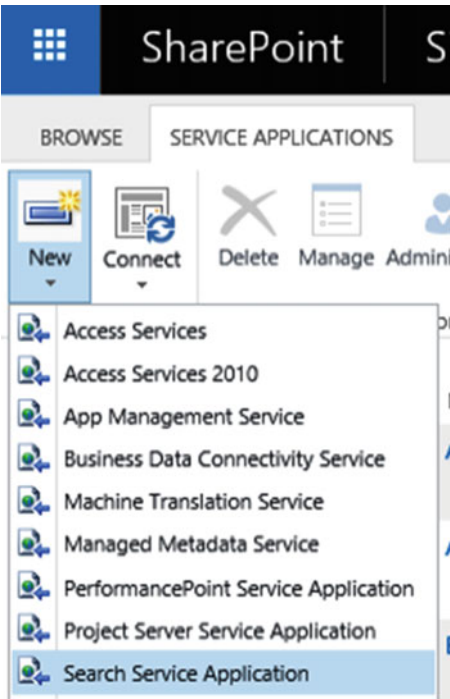 SharePoint S
BROWSE SERVICE APPLICATIONS
New Connect Delete Manage Admini
Access Services
Access Services 2010
App Management Service
Business Data Connectivity Service
Machine Translation Service
Managed Metadata Service
PerformancePoint Service Application
Project Server Service Application
Search Service Application